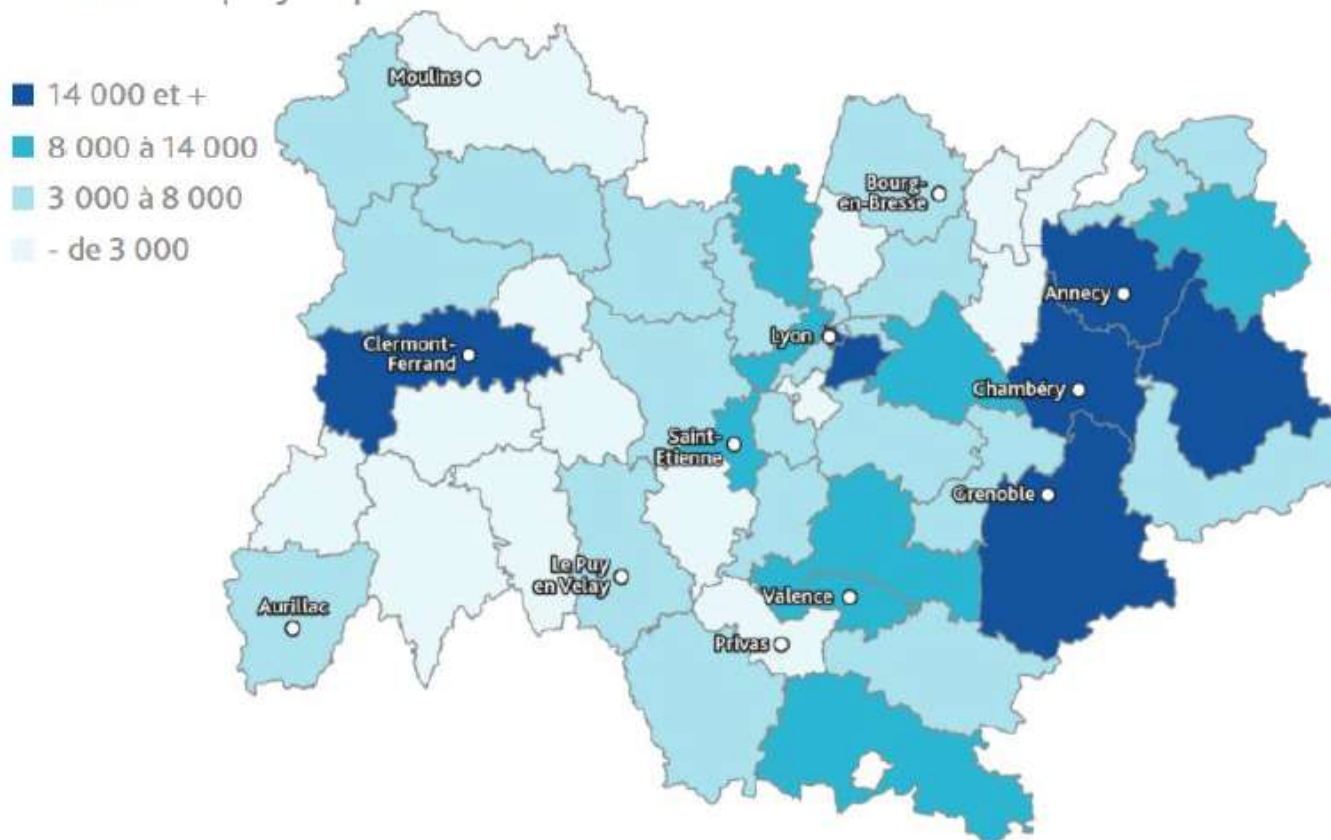 14 000 et +
8 000 à 14 000
3 000 à 8 000
- de 3 000
Moulins
Bourg-
en-Bresse
Annecy
Lyon
Clermont-
Ferrand
Chambéry
Saint-
Etienne
Grenoble
Le Puy
en Velay
Valence
Aurillac
Privas